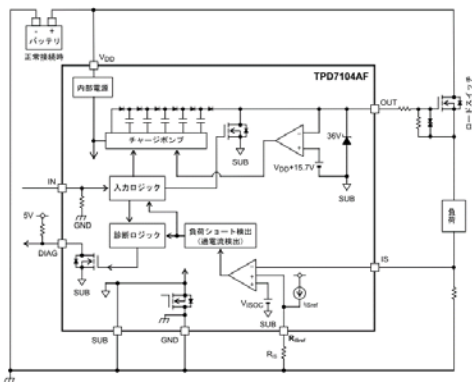 - +
バッテリ
正常接続時
VDD
TPD7104AF
内部電源
OUT
ロードスイッチ
チャージポンプ
SUB
36V
VDD+15.7V
SUB
IN
入力ロジック
GND
5V
診断ロジック
負荷ショート検出
(過電流検出)
負荷
DIAG
IS
SUB
VISOC
ISref
SUB
SUB
GND
RISref
RIS